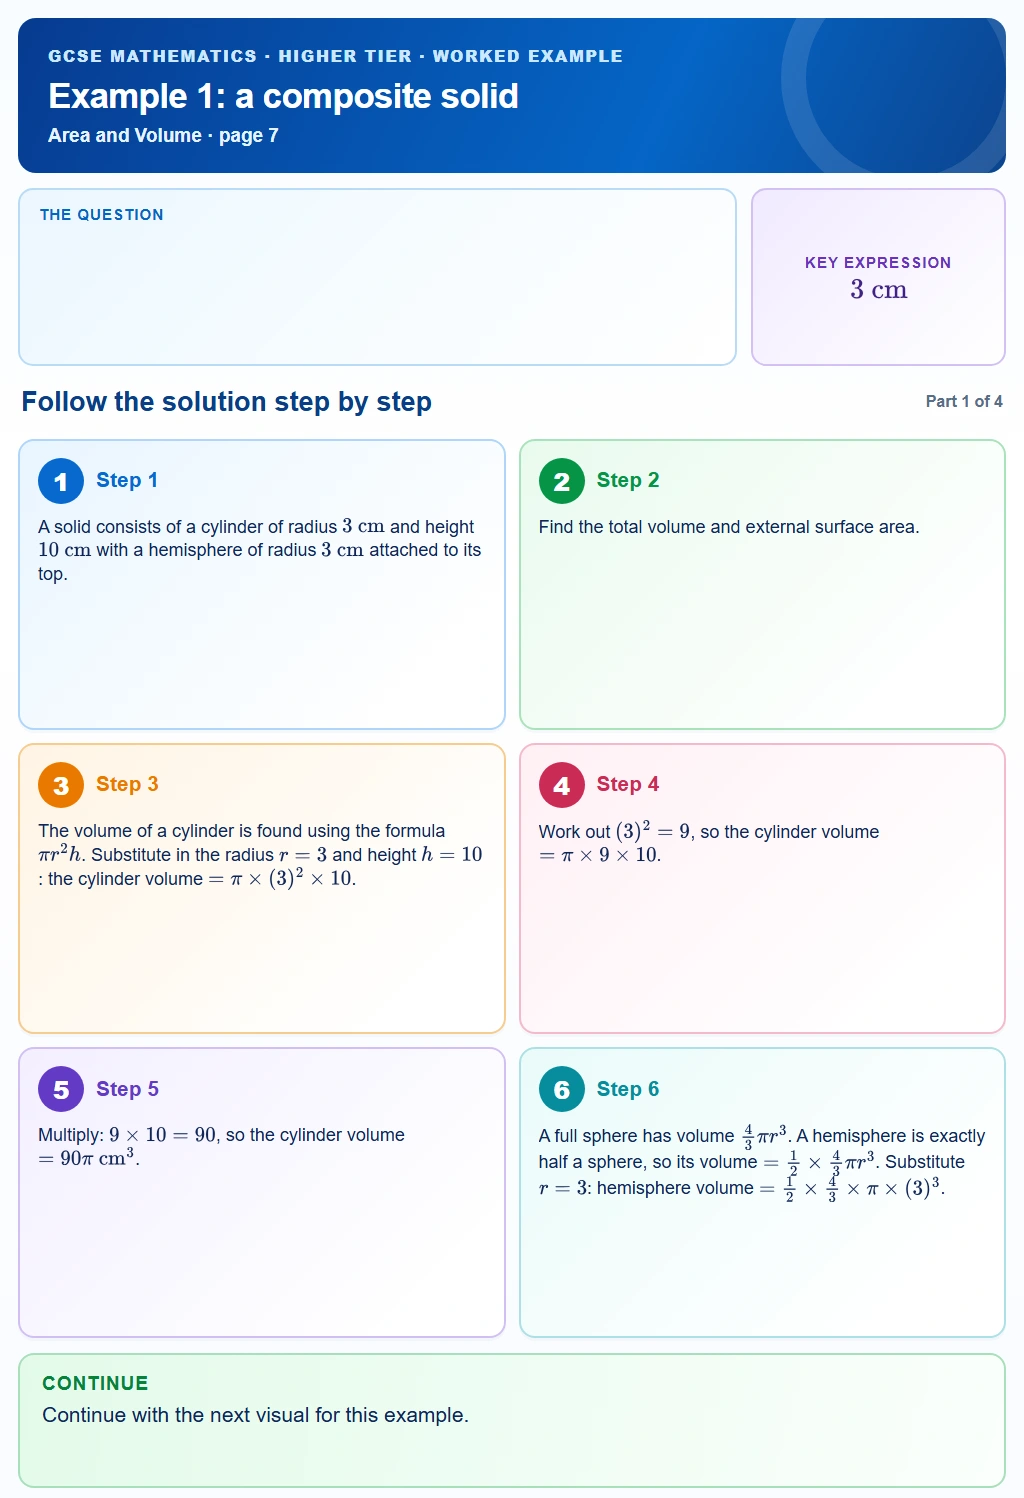 GCSE MATHEMATICS · HIGHER TIER · WORKED EXAMPLE
Example 1: a composite solid
Area and Volume · page 7
THE QUESTION
KEY EXPRESSION
3 cm
Follow the solution step by step
Part 1 of 4
1 Step 1
A solid consists of a cylinder of radius 3 cm and height
10 cm with a hemisphere of radius 3 cm attached to its
top.
2 Step 2
Find the total volume and external surface area.
3 Step 3
The volume of a cylinder is found using the formula
πr²h. Substitute in the radius r = 3 and height h = 10
: the cylinder volume = π × (3)² × 10.
4 Step 4
Work out (3)² = 9, so the cylinder volume
= π × 9 × 10.
5 Step 5
Multiply: 9 × 10 = 90, so the cylinder volume
= 90π cm³.
6 Step 6
A full sphere has volume 4/3 πr³. A hemisphere is exactly
half a sphere, so its volume = 1/2 × 4/3 πr³. Substitute
r = 3: hemisphere volume = 1/2 × 4/3 × π × (3)³.
CONTINUE
Continue with the next visual for this example.